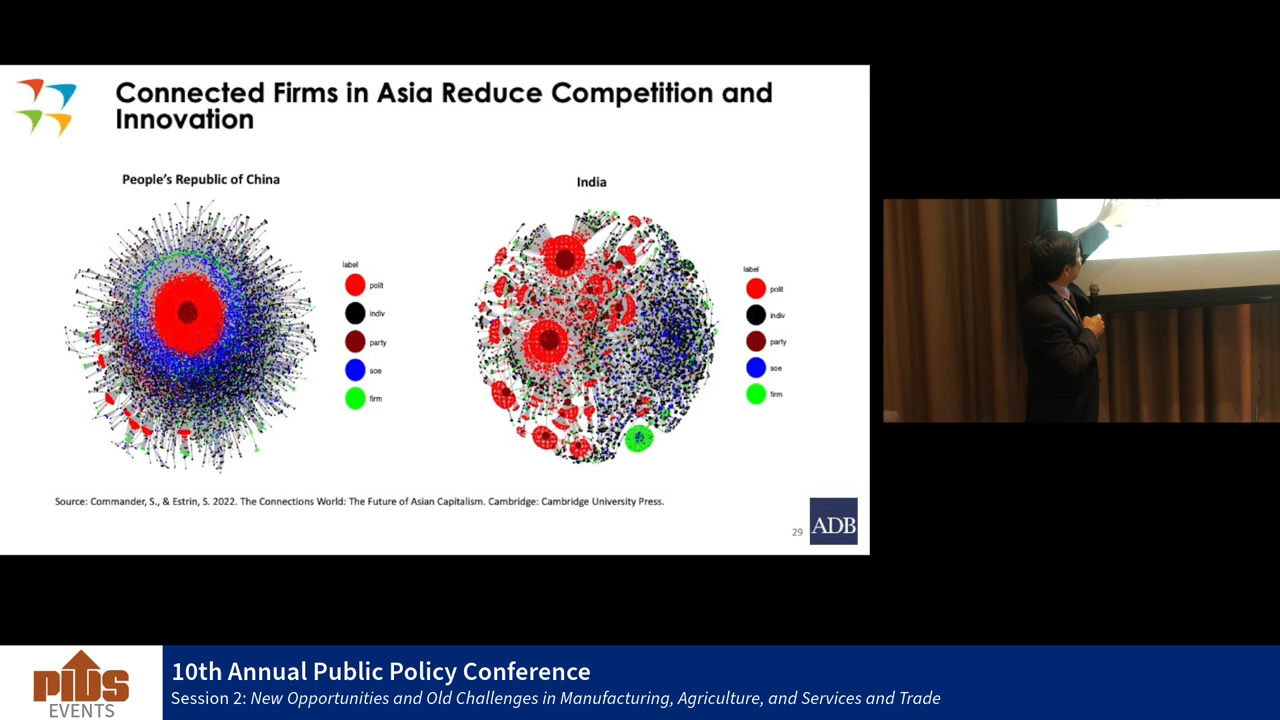 Connected Firms in Asia Reduce Competition and
Innovation
People’s Republic of China
label
polit
indiv
party
soe
firm
India
label
polit
indiv
party
soe
firm
Source: Commander, S., & Estrin, S. 2022. The Connections World: The Future of Asian Capitalism. Cambridge: Cambridge University Press.
29
ADB
PIDS
EVENTS
10th Annual Public Policy Conference
Session 2: New Opportunities and Old Challenges in Manufacturing, Agriculture, and Services and Trade